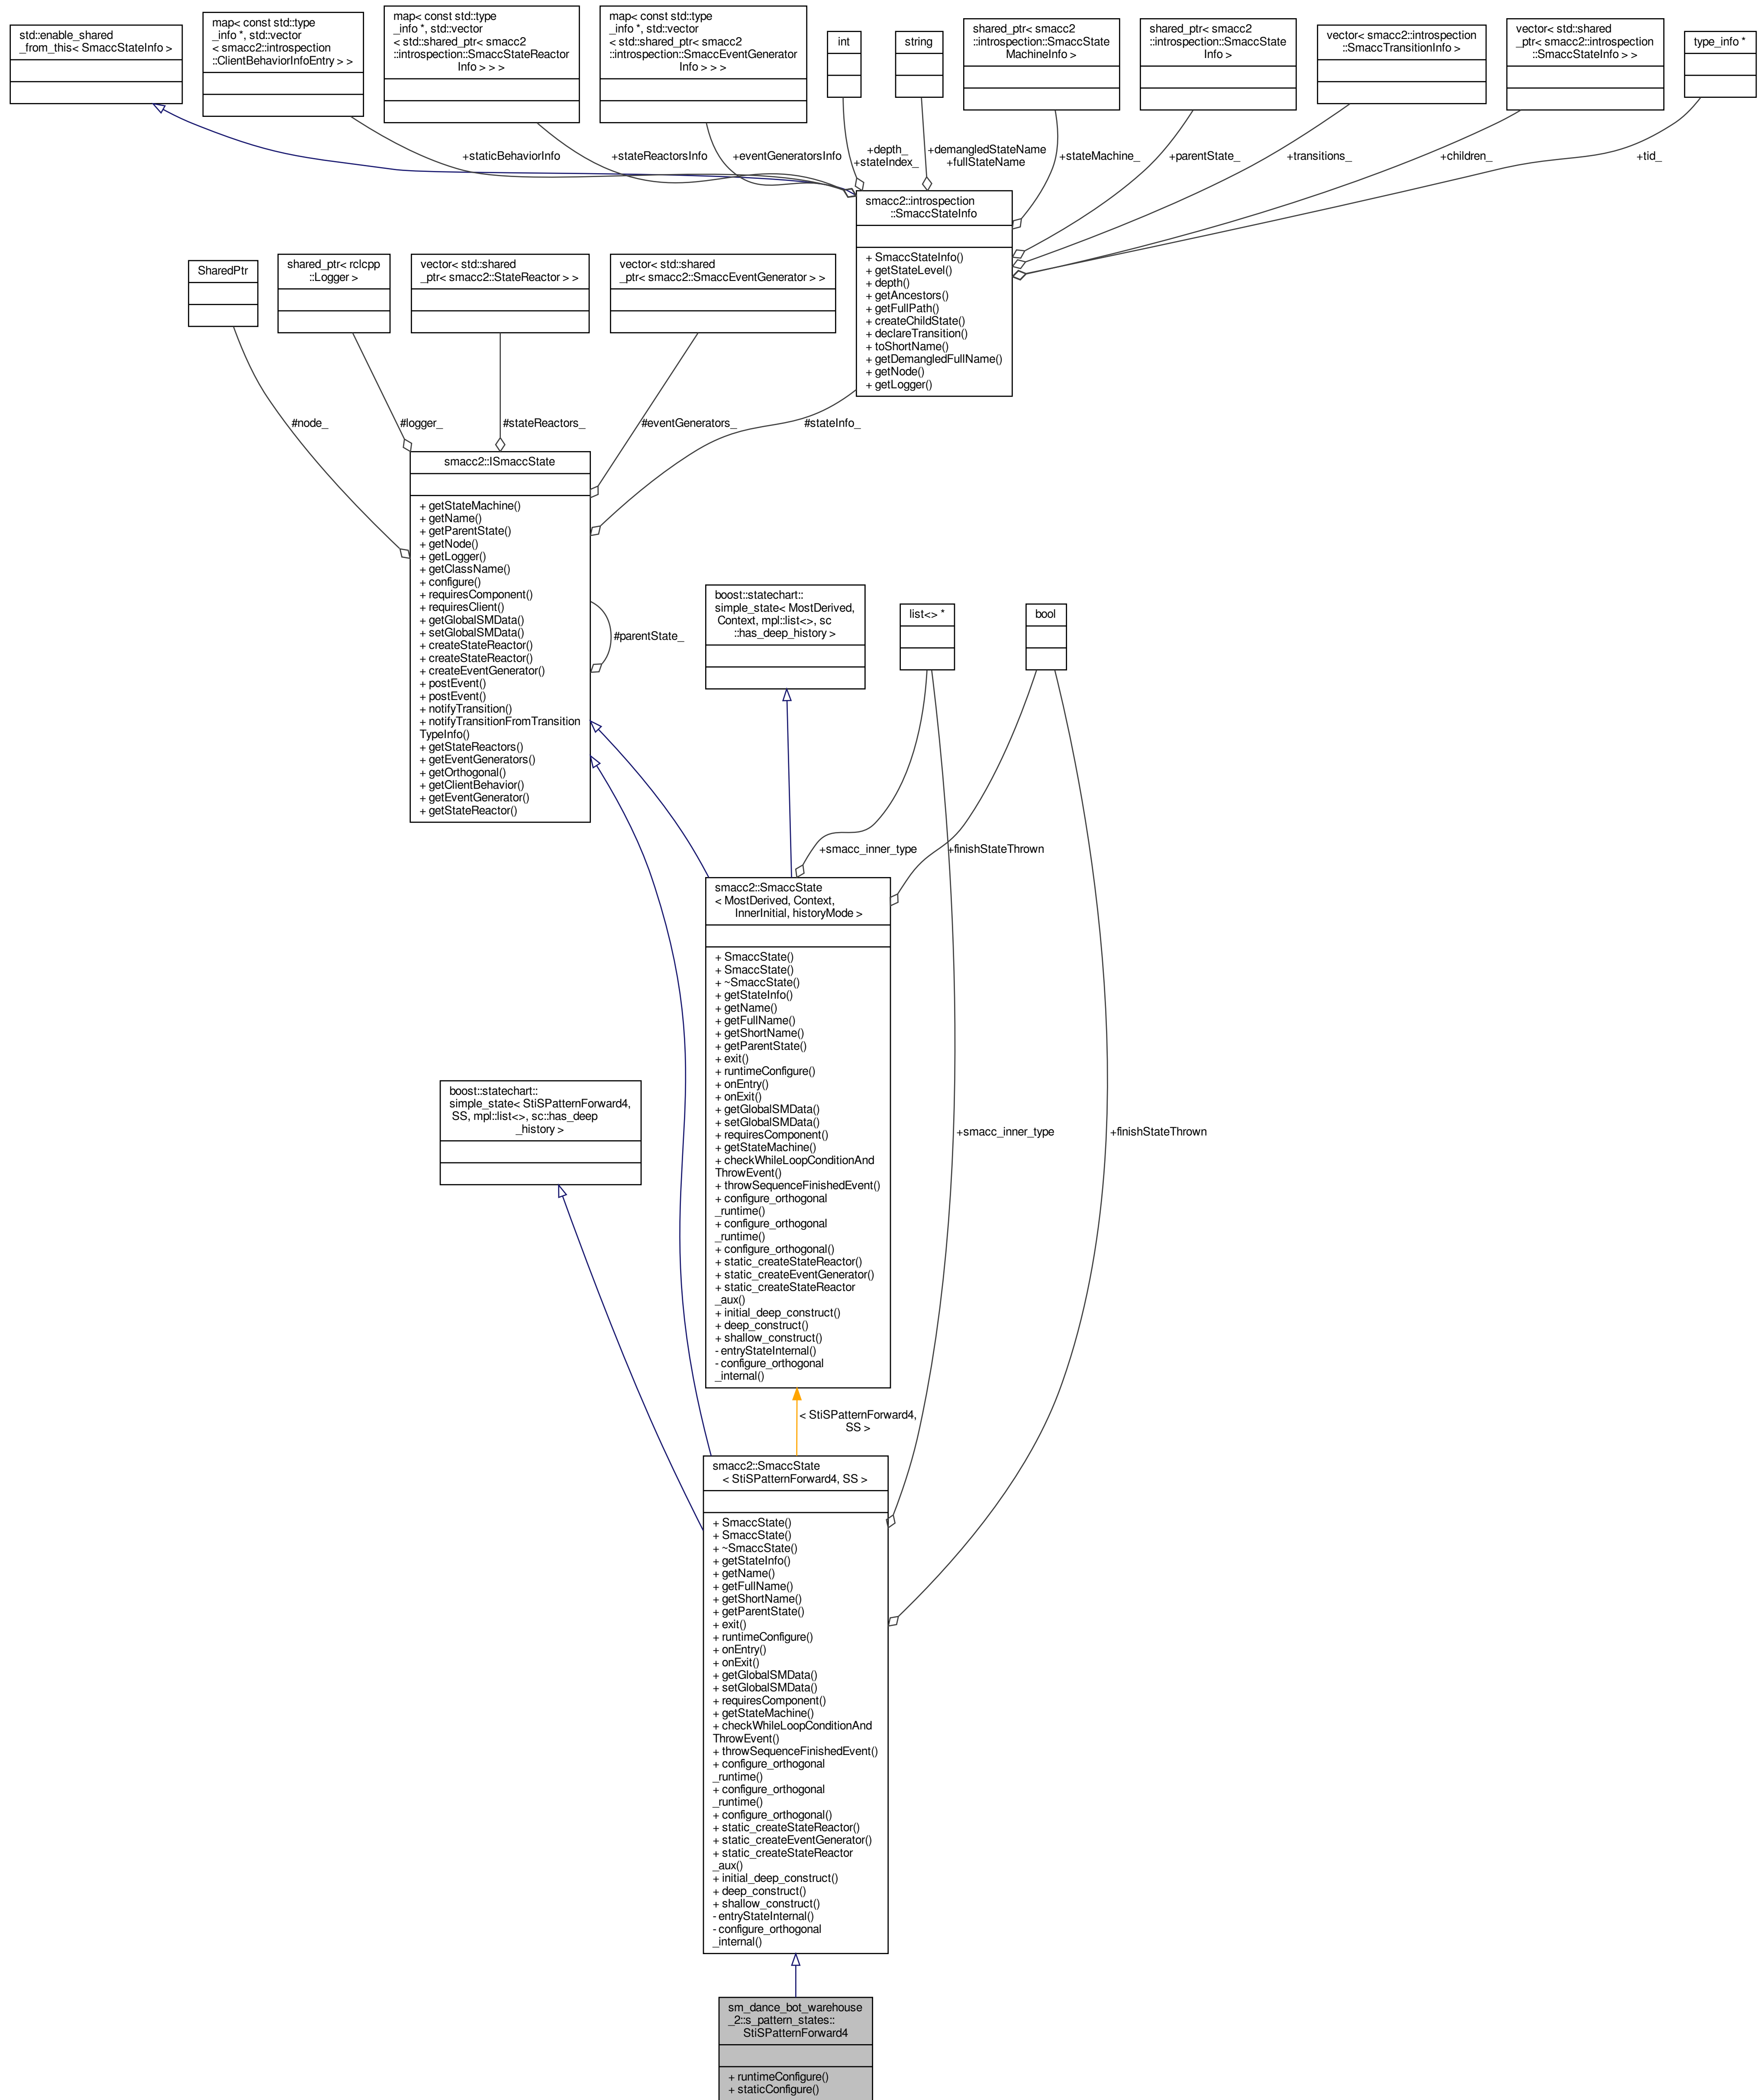 std::enable_shared
_from_this< SmaccStateInfo >
map< const std::type
_info *, std::vector
< smacc2::introspection
::ClientBehaviorInfoEntry > >
map< const std::type
_info *, std::vector
< std::shared_ptr< smacc2
::introspection::SmaccStateReactor
Info > > >
map< const std::type
_info *, std::vector
< std::shared_ptr< smacc2
::introspection::SmaccEventGenerator
Info > > >
int
string
shared_ptr< smacc2
::introspection::SmaccState
MachineInfo >
shared_ptr< smacc2
::introspection::SmaccState
Info >
vector< smacc2::introspection
::SmaccTransitionInfo >
vector< std::shared
_ptr< smacc2::introspection
::SmaccStateInfo > >
type_info *
+staticBehaviorInfo
+stateReactorsInfo
+eventGeneratorsInfo
+depth_
+stateIndex_
+demangledStateName
+fullStateName
+stateMachine_
+parentState_
+transitions_
+children_
+tid_
smacc2::introspection
::SmaccStateInfo
+ SmaccStateInfo()
+ getStateLevel()
+ depth()
+ getAncestors()
+ getFullPath()
+ createChildState()
+ declareTransition()
+ toShortName()
+ getDemangledFullName()
+ getNode()
+ getLogger()
SharedPtr
shared_ptr< rclcpp
::Logger >
vector< std::shared
_ptr< smacc2::StateReactor > >
vector< std::shared
_ptr< smacc2::SmaccEventGenerator > >
#node_
#logger_
#stateReactors_
#eventGenerators_
#stateInfo_
smacc2::ISmaccState
+ getStateMachine()
+ getName()
+ getParentState()
+ getNode()
+ getLogger()
+ getClassName()
+ configure()
+ requiresComponent()
+ requiresClient()
+ getGlobalSMData()
+ setGlobalSMData()
+ createStateReactor()
+ createStateReactor()
+ createEventGenerator()
+ postEvent()
+ postEvent()
+ notifyTransition()
+ notifyTransitionFromTransition
TypeInfo()
+ getStateReactors()
+ getEventGenerators()
+ getOrthogonal()
+ getClientBehavior()
+ getEventGenerator()
+ getStateReactor()
#parentState_
boost::statechart::
simple_state< MostDerived,
Context, mpl::list<>, sc
::has_deep_history >
list<> *
bool
+smacc_inner_type
+finishStateThrown
smacc2::SmaccState
< MostDerived, Context,
InnerInitial, historyMode >
+ SmaccState()
+ SmaccState()
+ ~SmaccState()
+ getStateInfo()
+ getName()
+ getFullName()
+ getShortName()
+ getParentState()
+ exit()
+ runtimeConfigure()
+ onEntry()
+ onExit()
+ getGlobalSMData()
+ setGlobalSMData()
+ requiresComponent()
+ getStateMachine()
+ checkWhileLoopConditionAnd
ThrowEvent()
+ throwSequenceFinishedEvent()
+ configure_orthogonal
_runtime()
+ configure_orthogonal
_runtime()
+ configure_orthogonal()
+ static_createStateReactor()
+ static_createEventGenerator()
+ static_createStateReactor
_aux()
+ initial_deep_construct()
+ deep_construct()
+ shallow_construct()
- entryStateInternal()
- configure_orthogonal
_internal()
boost::statechart::
simple_state< StiSPatternForward4,
SS, mpl::list<>, sc::has_deep
_history >
+smacc_inner_type
+finishStateThrown
< StiSPatternForward4,
SS >
smacc2::SmaccState
< StiSPatternForward4, SS >
+ SmaccState()
+ SmaccState()
+ ~SmaccState()
+ getStateInfo()
+ getName()
+ getFullName()
+ getShortName()
+ getParentState()
+ exit()
+ runtimeConfigure()
+ onEntry()
+ onExit()
+ getGlobalSMData()
+ setGlobalSMData()
+ requiresComponent()
+ getStateMachine()
+ checkWhileLoopConditionAnd
ThrowEvent()
+ throwSequenceFinishedEvent()
+ configure_orthogonal
_runtime()
+ configure_orthogonal
_runtime()
+ configure_orthogonal()
+ static_createStateReactor()
+ static_createEventGenerator()
+ static_createStateReactor
_aux()
+ initial_deep_construct()
+ deep_construct()
+ shallow_construct()
- entryStateInternal()
- configure_orthogonal
_internal()
sm_dance_bot_warehouse
_2::s_pattern_states::
StiSPatternForward4
+ runtimeConfigure()
+ staticConfigure()